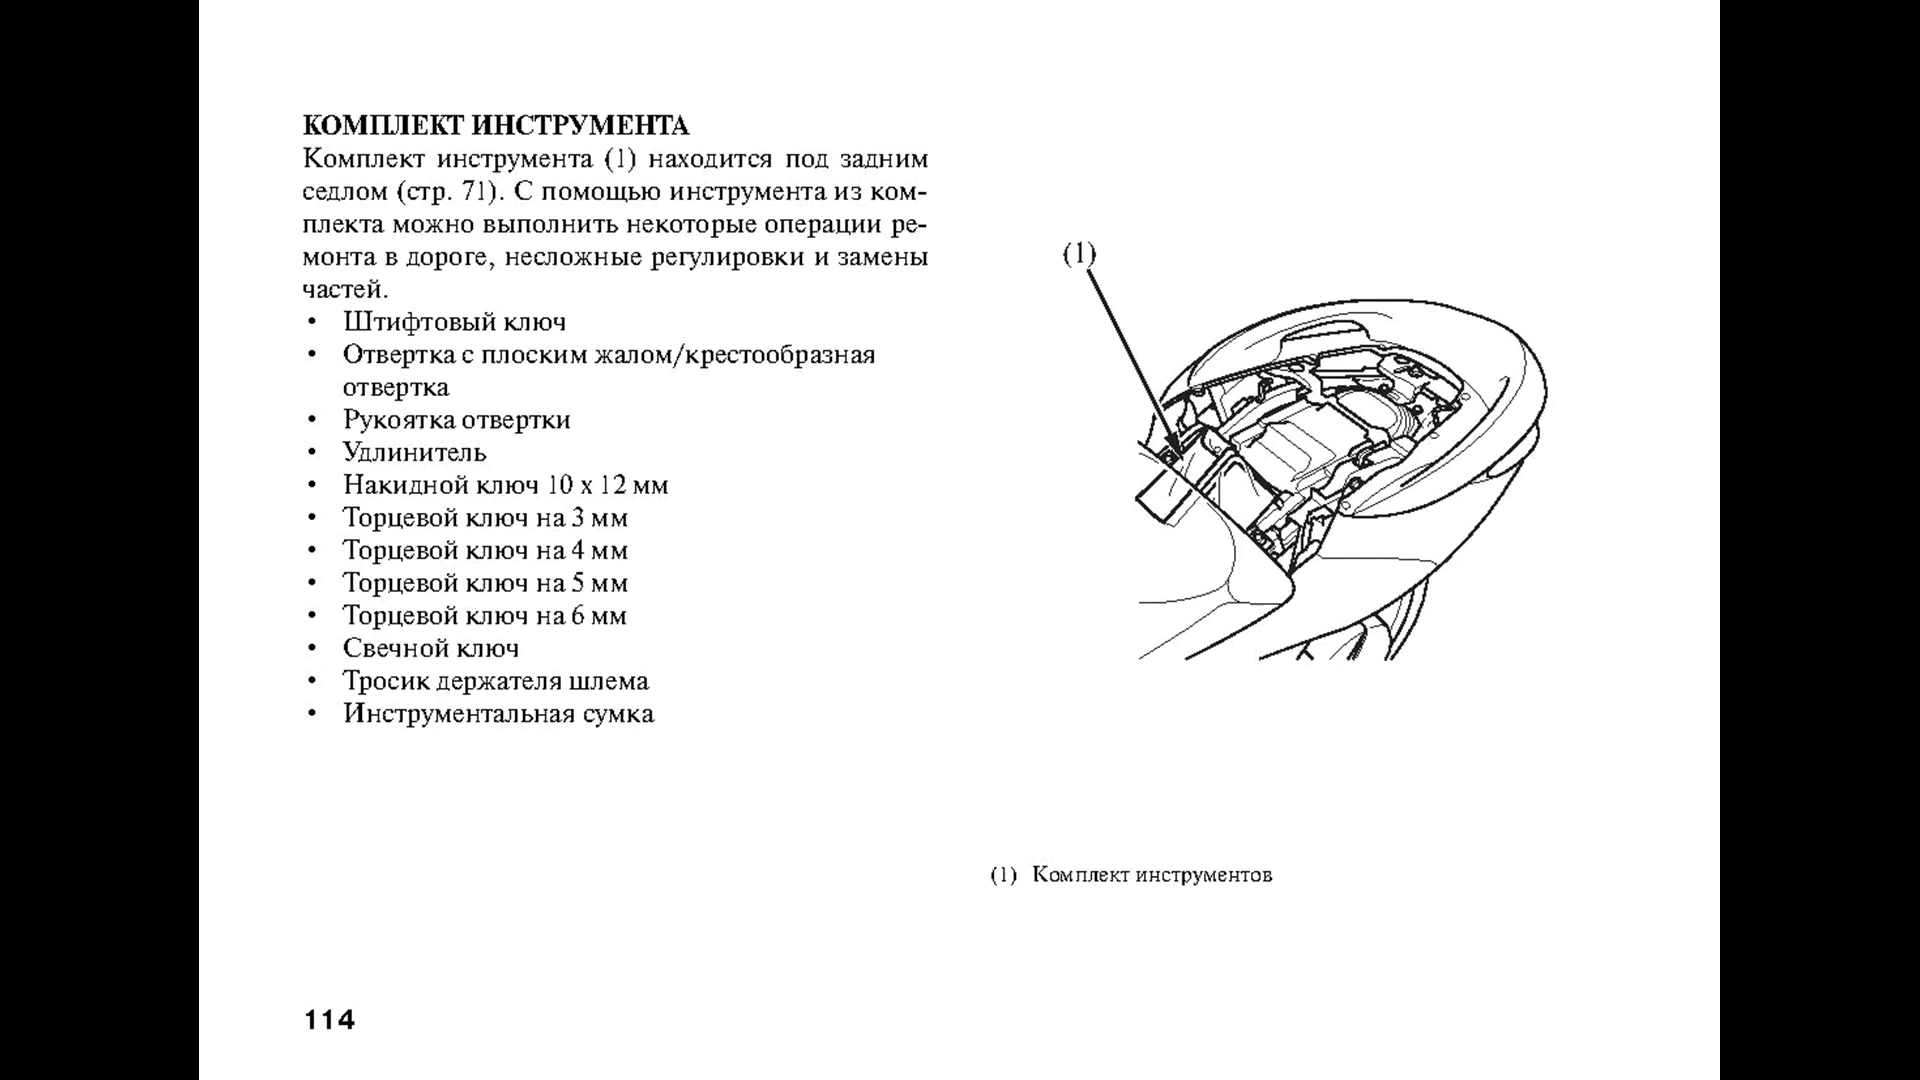 КОМПЛЕКТ ИНСТРУМЕНТА
Комплект инструмента (1) находится под задним
седлом (стр. 71). С помощью инструмента из ком-
плекта можно выполнить некоторые операции ре-
монта в дороге, несложные регулировки и замены
частей.
• Штифтовый ключ
• Отвертка с плоским жалом/крестообразная
отвертка
• Рукоятка отвертки
• Удлинитель
• Накидной ключ 10 х 12 мм
• Торцевой ключ на 3 мм
• Торцевой ключ на 4 мм
• Торцевой ключ на 5 мм
• Торцевой ключ на 6 мм
• Свечной ключ
• Тросик держателя шлема
• Инструментальная сумка
(1)
(1) Комплект инструментов
114